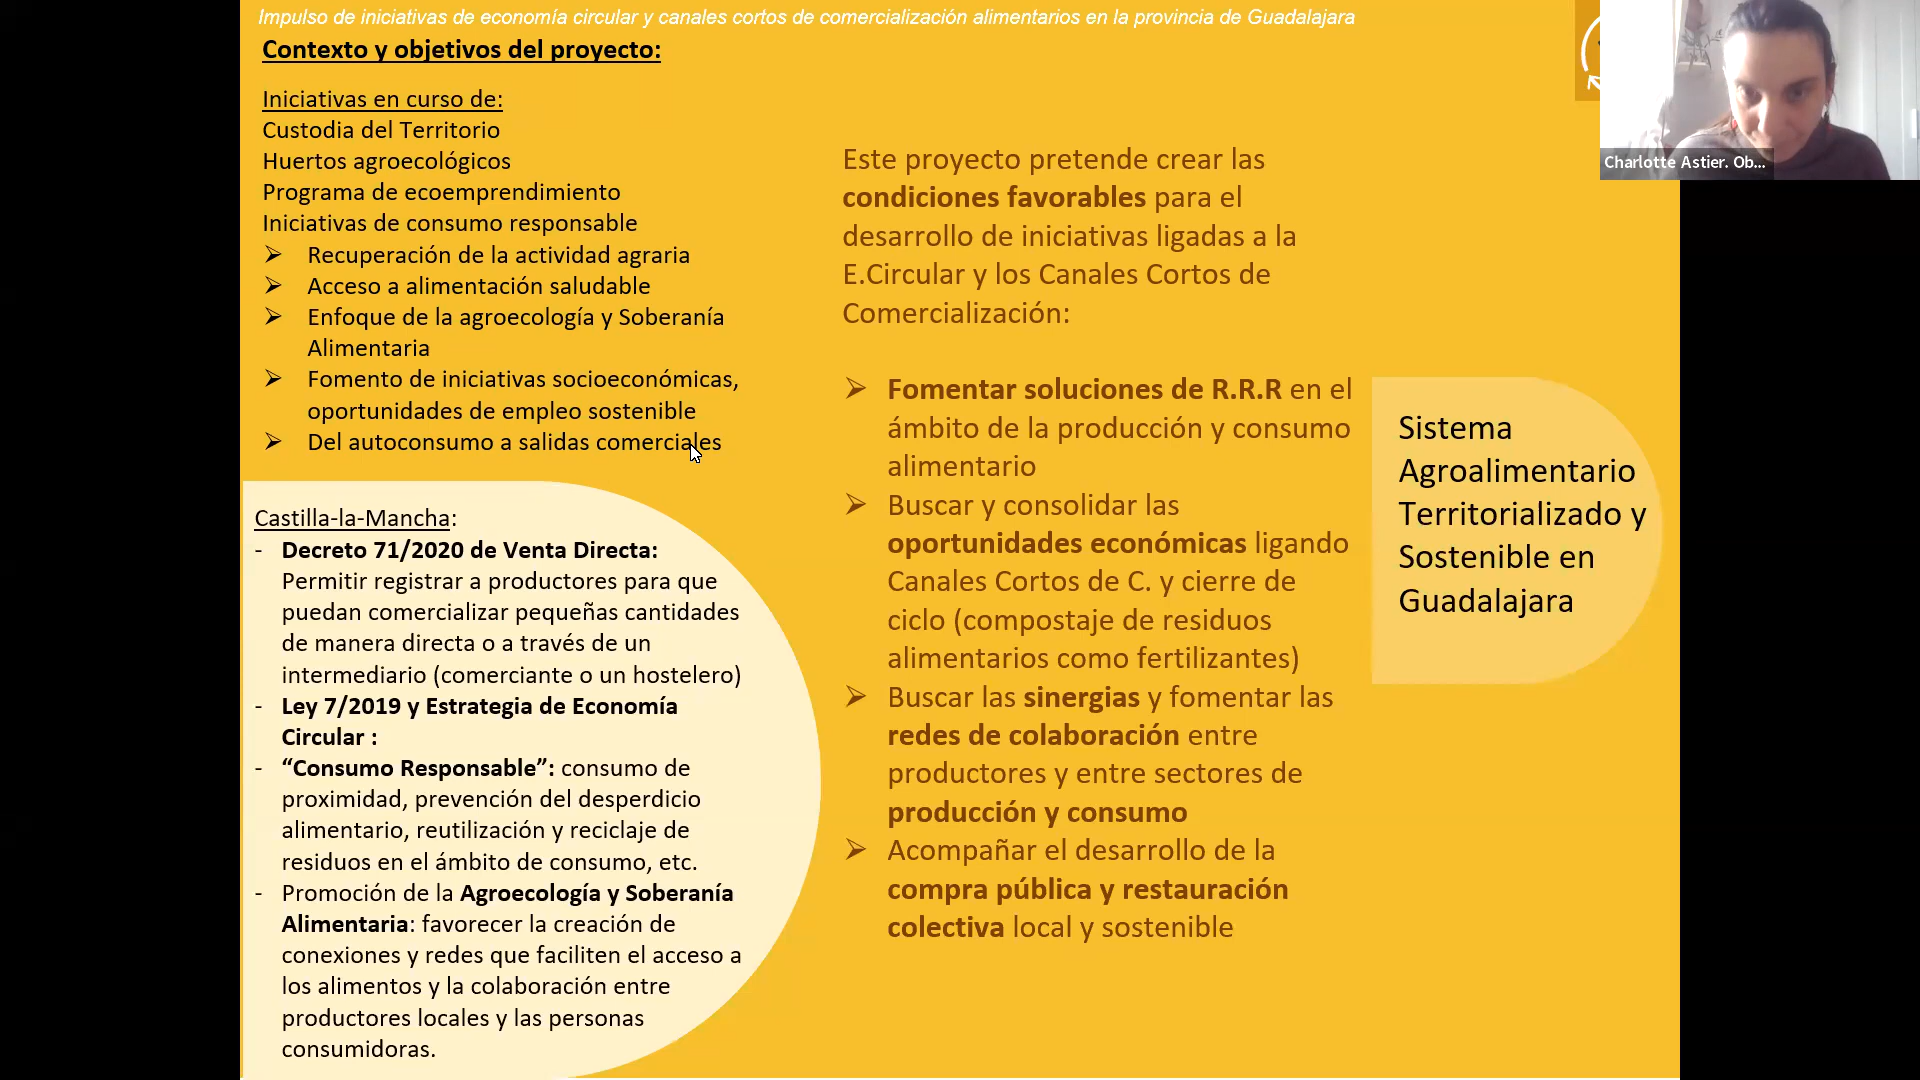 Impulso de iniciativas de economía circular y canales cortos de comercialización alimentarios en la provincia de Guadalajara
Contexto y objetivos del proyecto:
Iniciativas en curso de:
Custodia del Territorio
Huertos agroecológicos
Programa de ecoemprendimiento
Iniciativas de consumo responsable
➢ Recuperación de la actividad agraria
➢ Acceso a alimentación saludable
➢ Enfoque de la agroecología y Soberanía
Alimentaria
➢ Fomento de iniciativas socioeconómicas,
oportunidades de empleo sostenible
➢ Del autoconsumo a salidas comerciales
Castilla-la-Mancha:
- Decreto 71/2020 de Venta Directa:
Permitir registrar a productores para que
puedan comercializar pequeñas cantidades
de manera directa o a través de un
intermediario (comerciante o un hostelero)
- Ley 7/2019 y Estrategia de Economía
Circular :
- “Consumo Responsable”: consumo de
proximidad, prevención del desperdicio
alimentario, reutilización y reciclaje de
residuos en el ámbito de consumo, etc.
- Promoción de la Agroecología y Soberanía
Alimentaria: favorecer la creación de
conexiones y redes que faciliten el acceso a
los alimentos y la colaboración entre
productores locales y las personas
consumidoras.
Este proyecto pretende crear las
condiciones favorables para el
desarrollo de iniciativas ligadas a la
E.Circular y los Canales Cortos de
Comercialización:
➢ Fomentar soluciones de R.R.R en el
ámbito de la producción y consumo
alimentario
➢ Buscar y consolidar las
oportunidades económicas ligando
Canales Cortos de C. y cierre de
ciclo (compostaje de residuos
alimentarios como fertilizantes)
➢ Buscar las sinergias y fomentar las
redes de colaboración entre
productores y entre sectores de
producción y consumo
➢ Acompañar el desarrollo de la
compra pública y restauración
colectiva local y sostenible
Sistema
Agroalimentario
Territorializado y
Sostenible en
Guadalajara
Charlotte Astier. Ob...